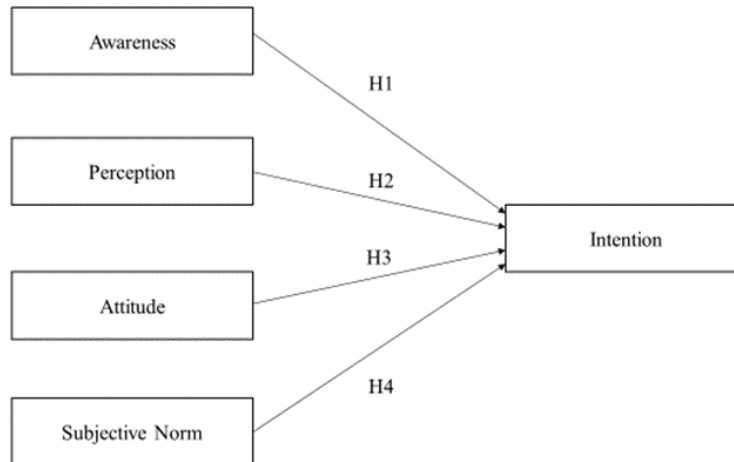 Awareness
H1
Perception
H2
Intention
H3
Attitude
H4
Subjective Norm